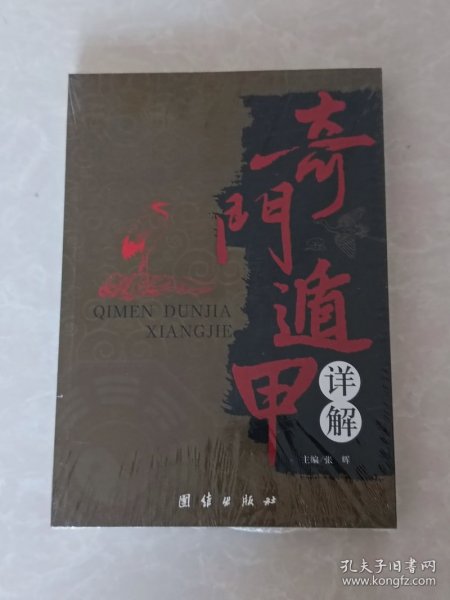 奇門遁甲
详解
QIMEN DUNJIA
XIANGJIE
主编 张辉
团结出版社
孔夫子旧书网
www.kongfz.com